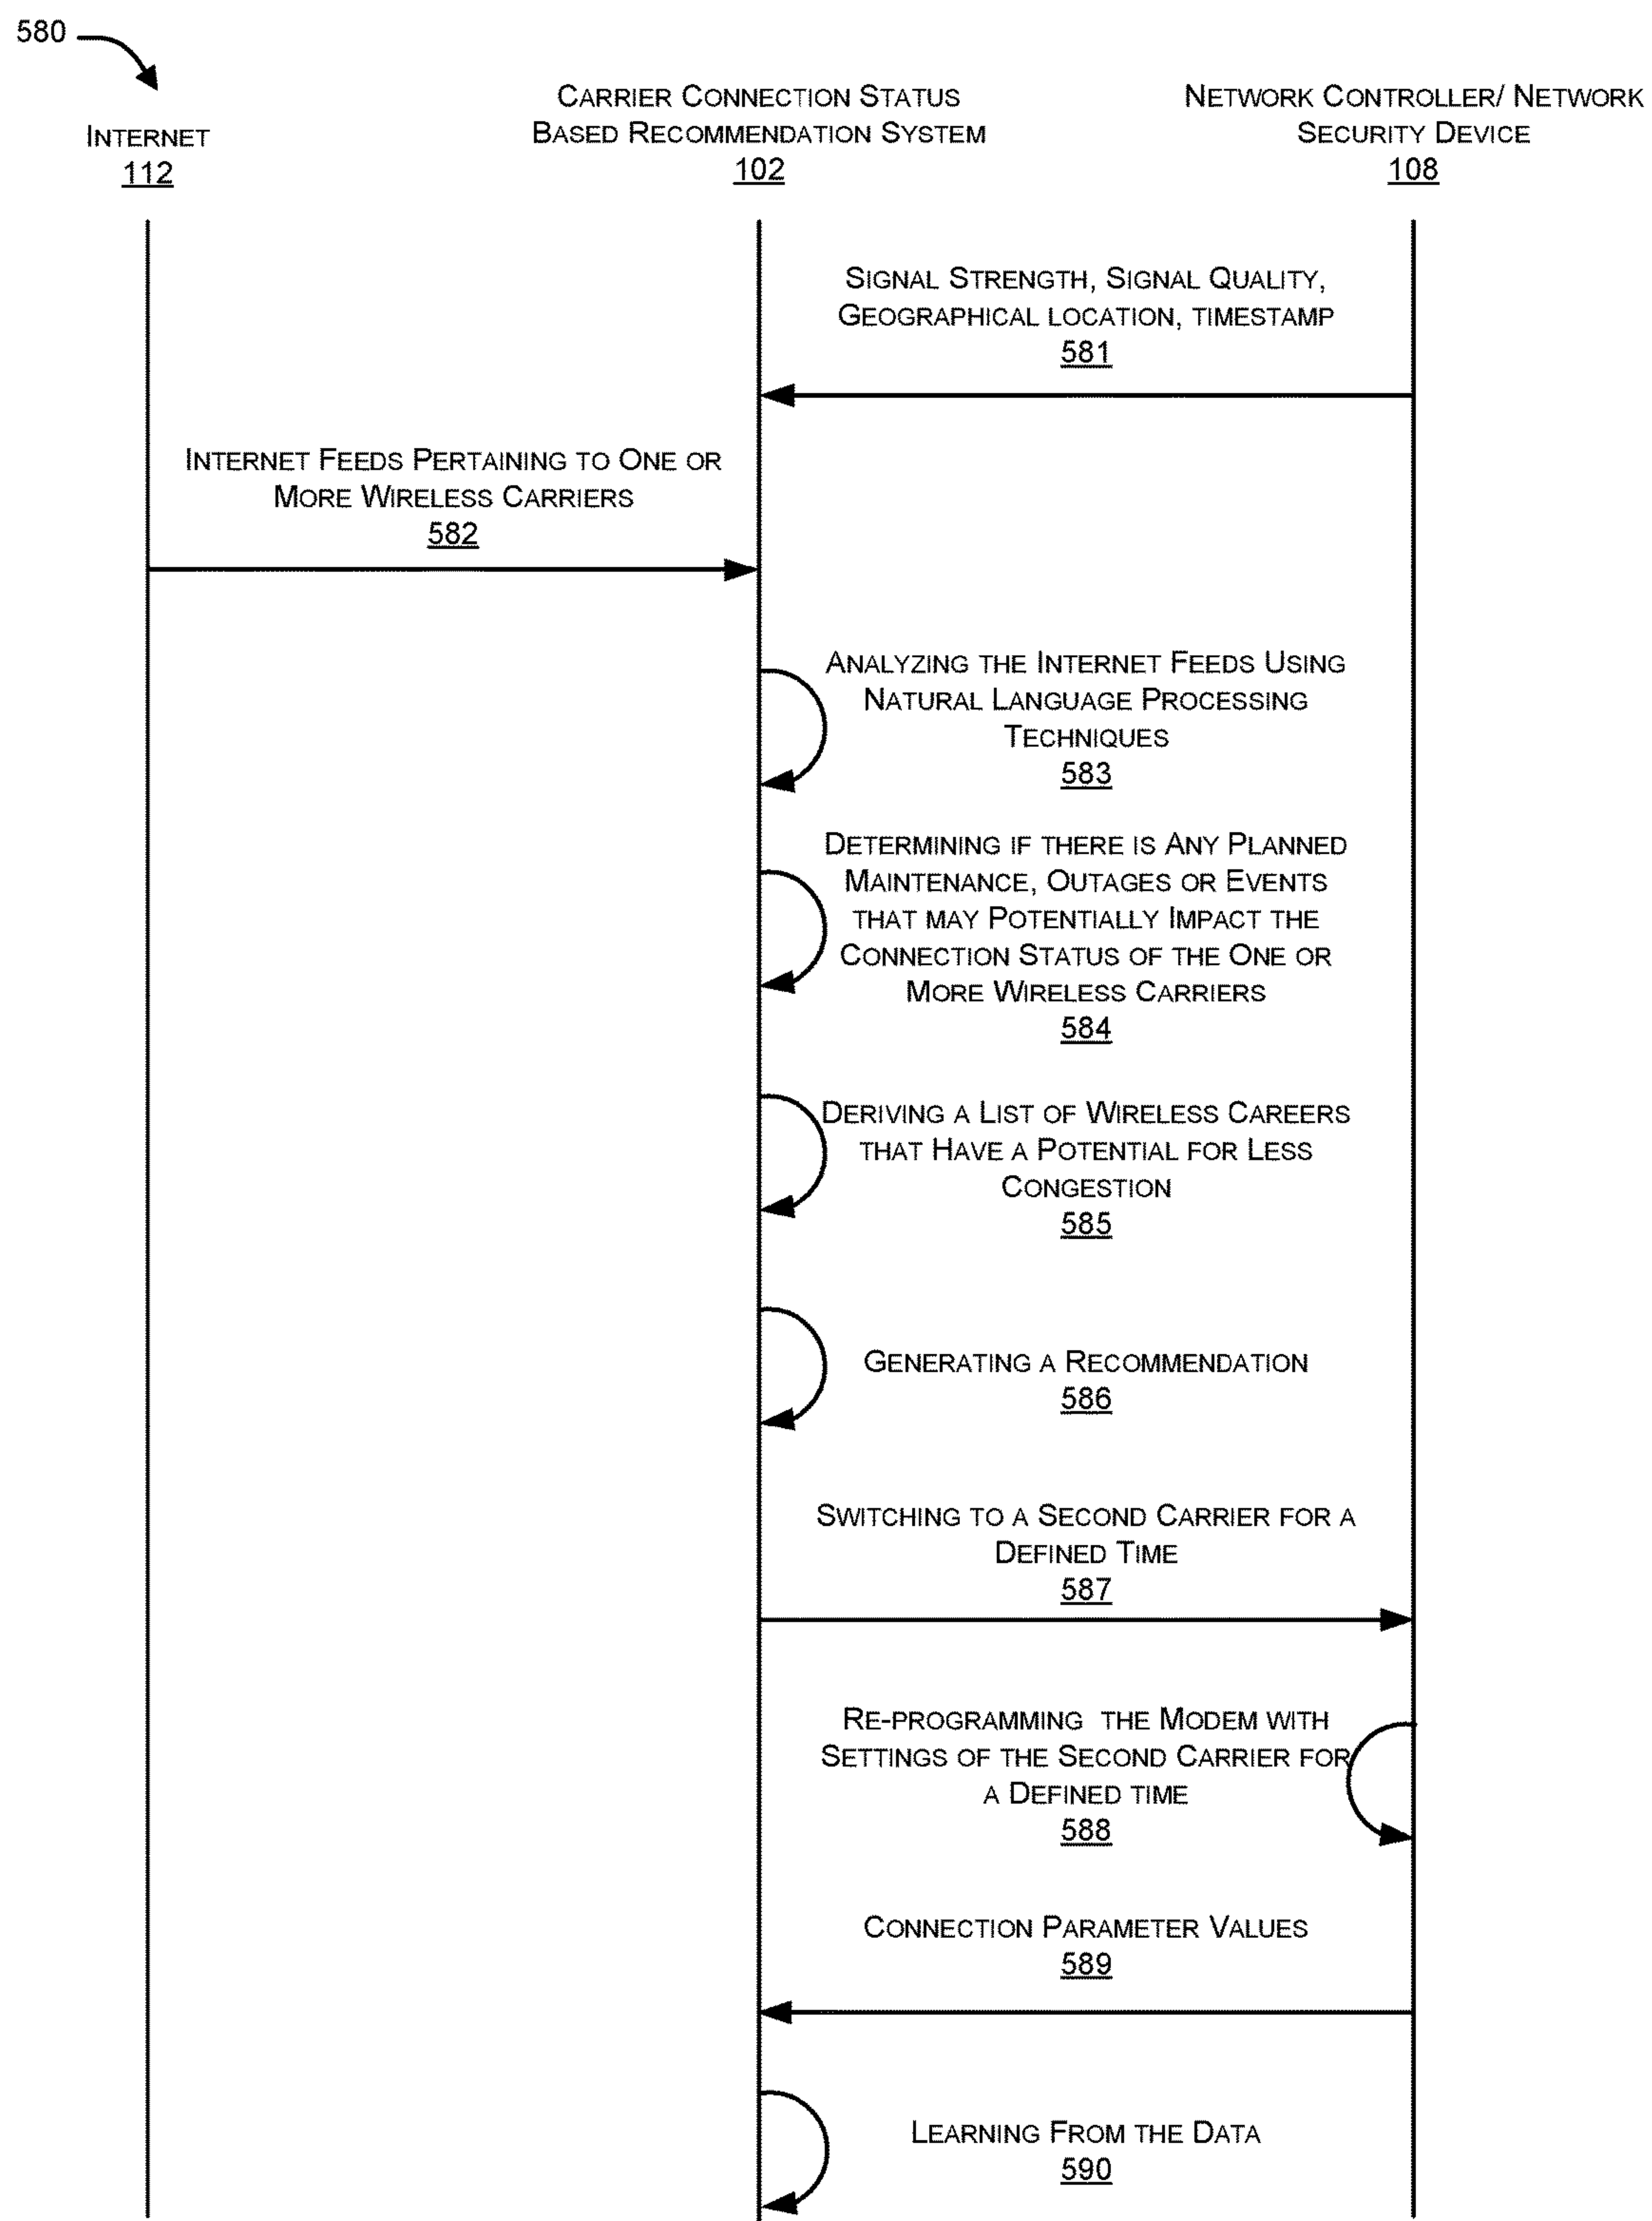 580
INTERNET
112
CARRIER CONNECTION STATUS
BASED RECOMMENDATION SYSTEM
102
NETWORK CONTROLLER/ NETWORK
SECURITY DEVICE
108
SIGNAL STRENGTH, SIGNAL QUALITY,
GEOGRAPHICAL LOCATION, TIMESTAMP
581
INTERNET FEEDS PERTAINING TO ONE OR
MORE WIRELESS CARRIERS
582
ANALYZING THE INTERNET FEEDS USING
NATURAL LANGUAGE PROCESSING
TECHNIQUES
583
DETERMINING IF THERE IS ANY PLANNED
MAINTENANCE, OUTAGES OR EVENTS
THAT MAY POTENTIALLY IMPACT THE
CONNECTION STATUS OF THE ONE OR
MORE WIRELESS CARRIERS
584
DERIVING A LIST OF WIRELESS CAREERS
THAT HAVE A POTENTIAL FOR LESS
CONGESTION
585
GENERATING A RECOMMENDATION
586
SWITCHING TO A SECOND CARRIER FOR A
DEFINED TIME
587
RE-PROGRAMMING THE MODEM WITH
SETTINGS OF THE SECOND CARRIER FOR
A DEFINED TIME
588
CONNECTION PARAMETER VALUES
589
LEARNING FROM THE DATA
590